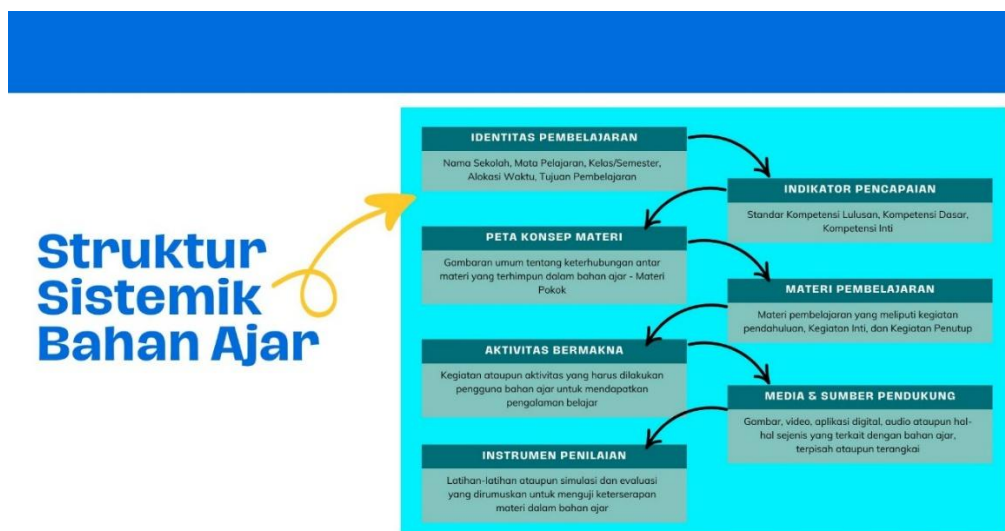 Struktur
Sistemik
Bahan Ajar
IDENTITAS PEMBELAJARAN
Nama Sekolah, Mata Pelajaran, Kelas/Semester,
Alokasi Waktu, Tujuan Pembelajaran
INDIKATOR PENCAPAIAN
Standar Kompetensi Lulusan, Kompetensi Dasar,
Kompetensi Inti
PETA KONSEP MATERI
Gambaran umum tentang keterhubungan antar
materi yang terhimpun dalam bahan ajar - Materi
Pokok
MATERI PEMBELAJARAN
Materi pembelajaran yang meliputi kegiatan
pendahuluan, Kegiatan Inti, dan Kegiatan Penutup
AKTIVITAS BERMAKNA
Kegiatan ataupun aktivitas yang harus dilakukan
pengguna bahan ajar untuk mendapatkan
pengalaman belajar
MEDIA & SUMBER PENDUKUNG
Gambar, video, aplikasi digital, audio ataupun hal-
hal sejenis yang terkait dengan bahan ajar,
terpisah ataupun terangkai
INSTRUMEN PENILAIAN
Latihan-latihan ataupun simulasi dan evaluasi
yang dirumuskan untuk menguji keterserapan
materi dalam bahan ajar